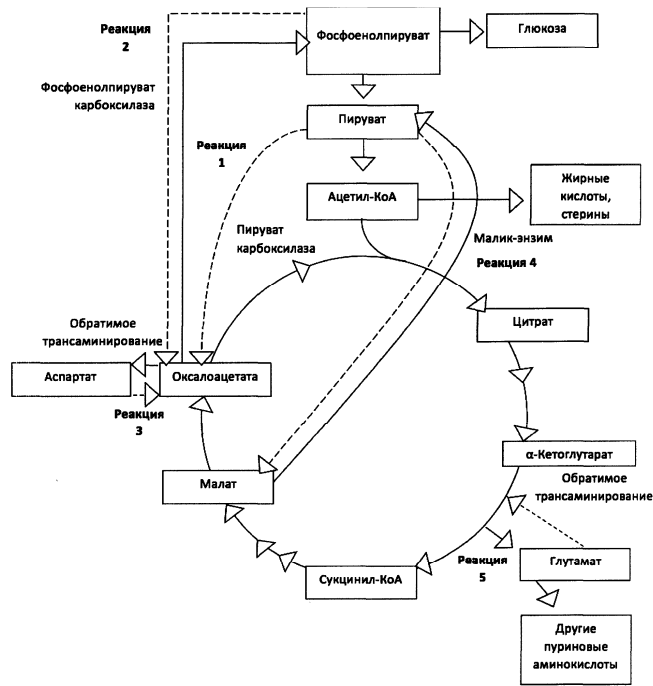 Реакция
2
Фосфоенолпируват
Глюкоза
Фосфоенолпируват
карбоксилаза
Пируват
Реакция
1
Ацетил-КоА
Жирные
кислоты,
стерины
Пируват
карбоксилаза
Малик-энзим
Реакция 4
Цитрат
Обратимое
трансаминирование
Аспартат
Оксалоацетата
Реакция
3
α-Кетоглутарат
Обратимое
трансаминирование
Малат
Реакция
5
Глутамат
Сукцинил-КоА
Другие
пуриновые
аминокислоты